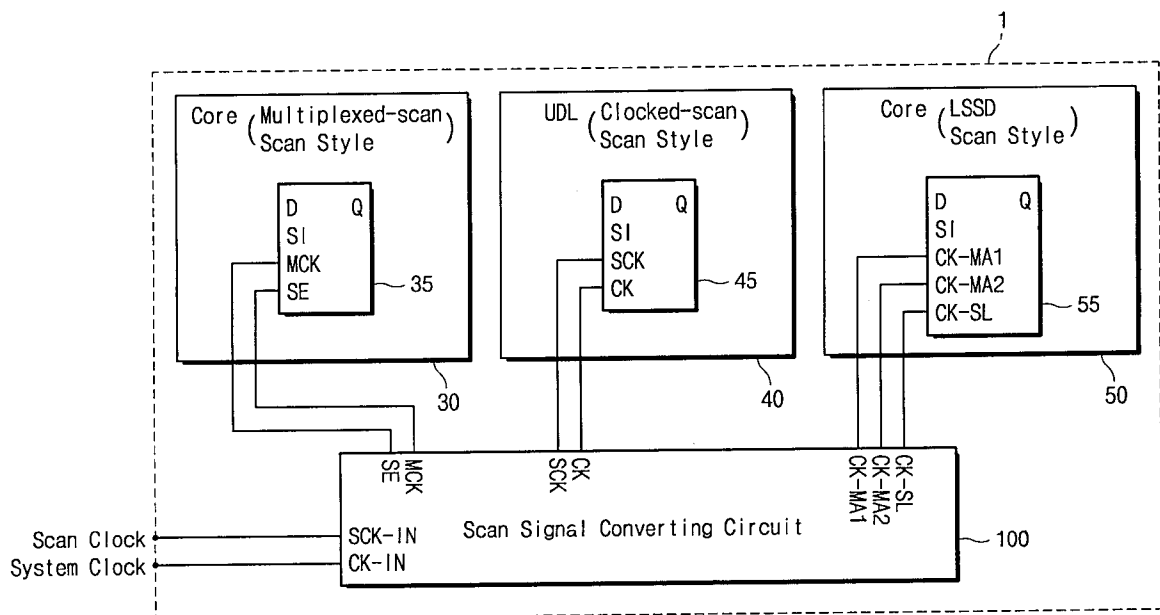 1
Core (Multiplexed-scan
Scan Style)
UDL (Clocked-scan
Scan Style)
Core (LSSD
Scan Style)
D Q
SI
MCK
SE
35
D Q
SI
SCK
CK
45
D Q
SI
CK-MA1
CK-MA2
CK-SL
55
30
40
50
SE
MCK
SCK
CK
CK-MA1
CK-MA2
CK-SL
Scan Clock
System Clock
SCK-IN
CK-IN
Scan Signal Converting Circuit
100